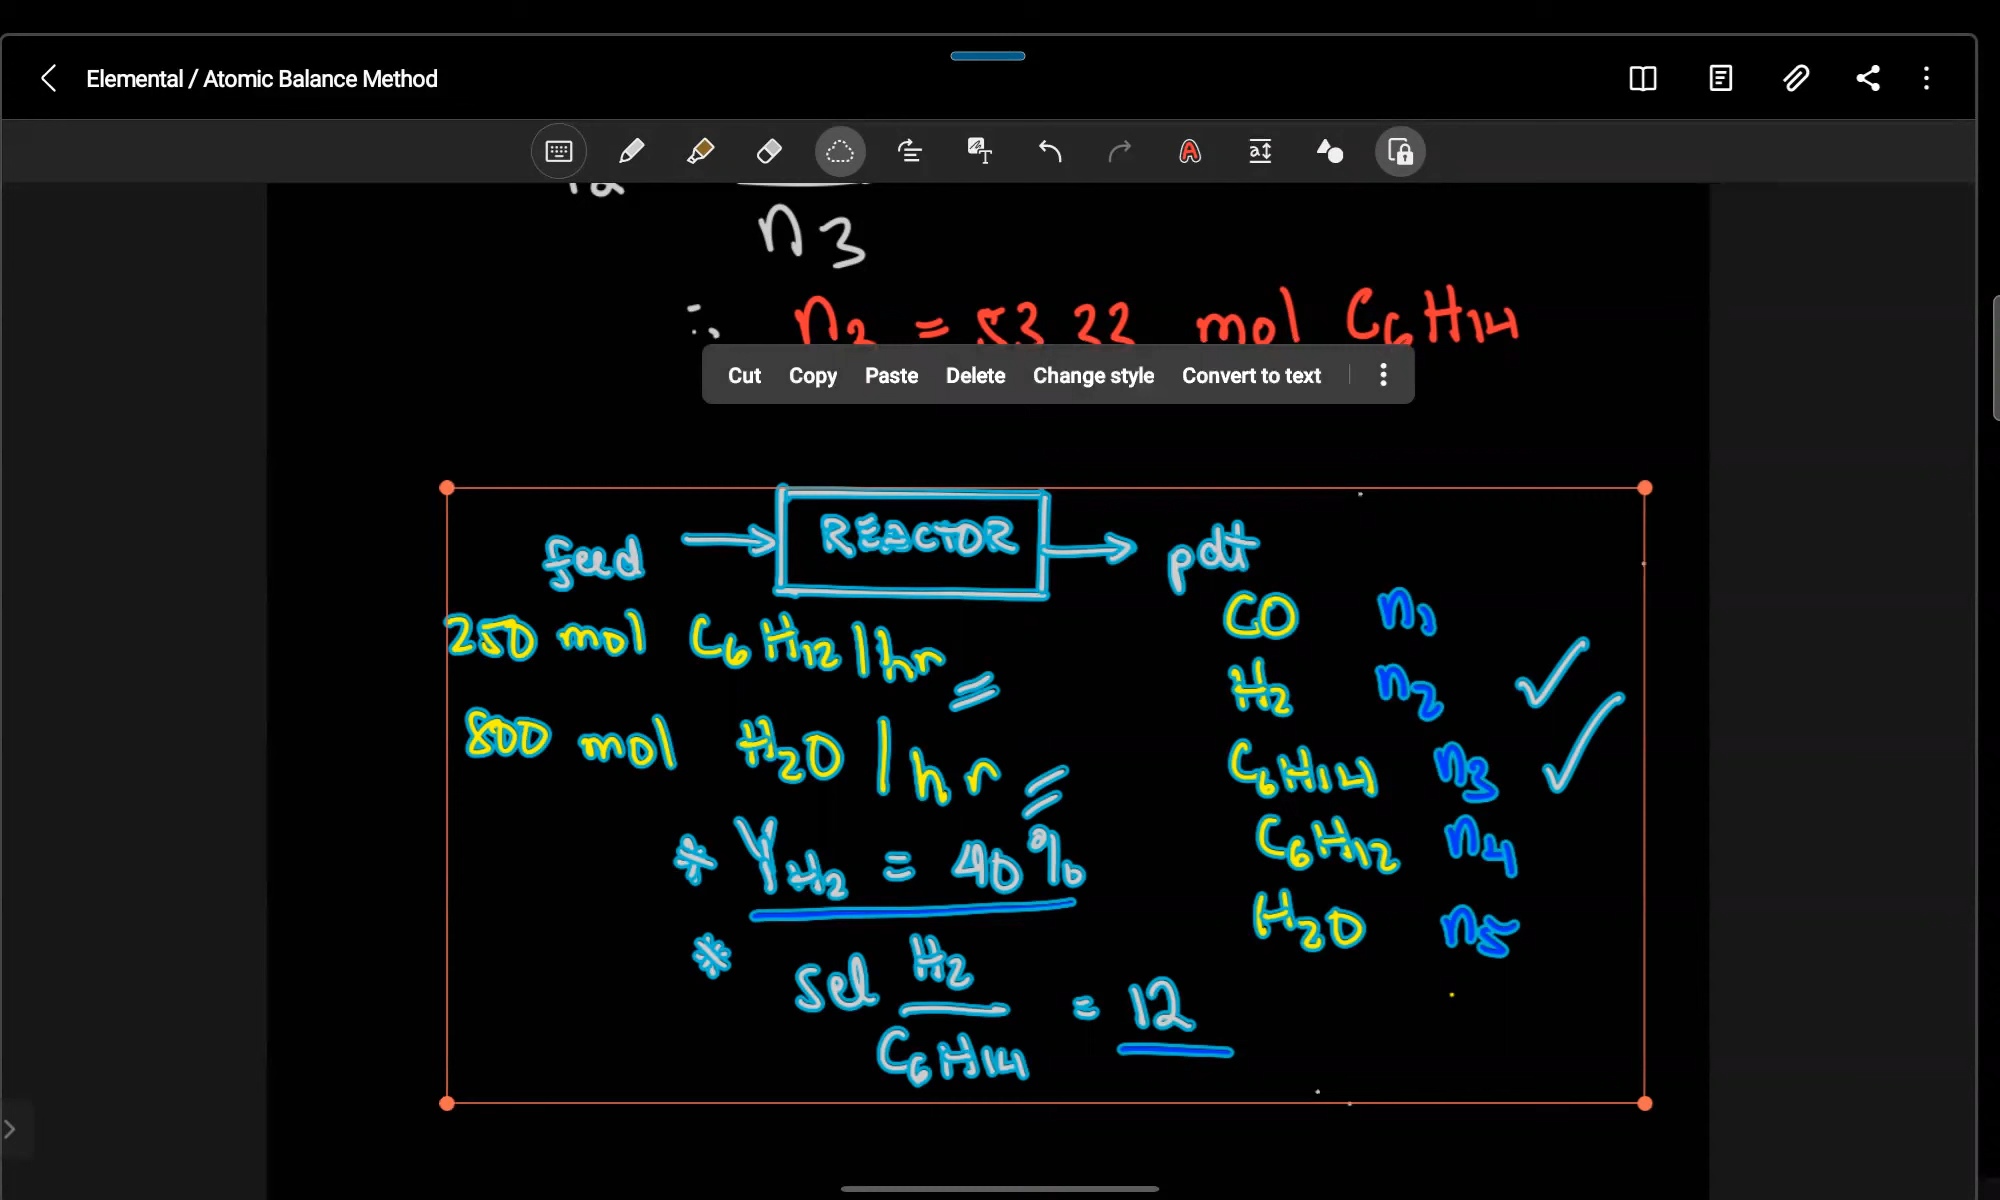 Elemental / Atomic Balance Method
n3
∴ n3 = 53.33 mol C6H14
Cut Copy Paste Delete Change style Convert to text
feed → REACTOR → pdt
250 mol C6H12/hr
800 mol H2O/hr
CO n1
H2 n2
C6H14 n3
C6H12 n4
H2O n5
* YH2 = 40%
* Sel H2/C6H14 = 12